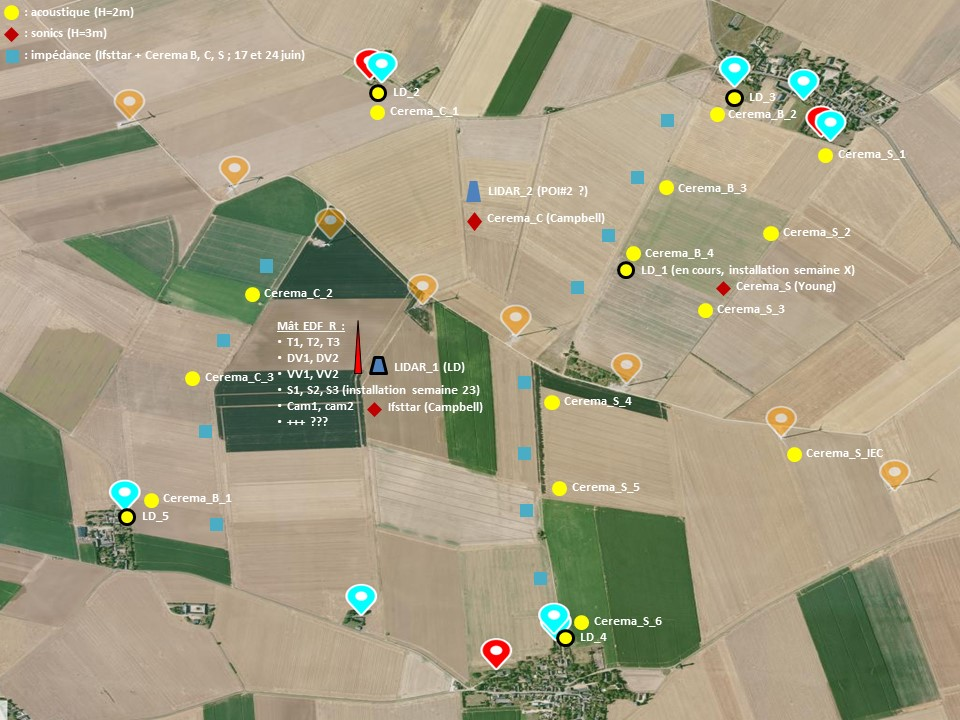 : acoustique (H=2m)
: sonics (H=3m)
: impédance (Ifsttar + Cerema B, C, S ; 17 et 24 juin)
LD_2
Cerema_C_1
LD_3
Cerema_B_2
Cerema_S_1
LIDAR_2 (POI#2 ?)
Cerema_B_3
Cerema_C (Campbell)
Cerema_S_2
Cerema_B_4
LD_1 (en cours, installation semaine X)
Cerema_S (Young)
Cerema_C_2
Cerema_S_3
Mât EDF_R :
• T1, T2, T3
• DV1, DV2
• VV1, VV2
• S1, S2, S3 (installation semaine 23)
• Cam1, cam2
• +++ ???
LIDAR_1 (LD)
Cerema_C_3
Ifsttar (Campbell)
Cerema_S_4
Cerema_S_IEC
Cerema_S_5
Cerema_B_1
LD_5
Cerema_S_6
LD_4